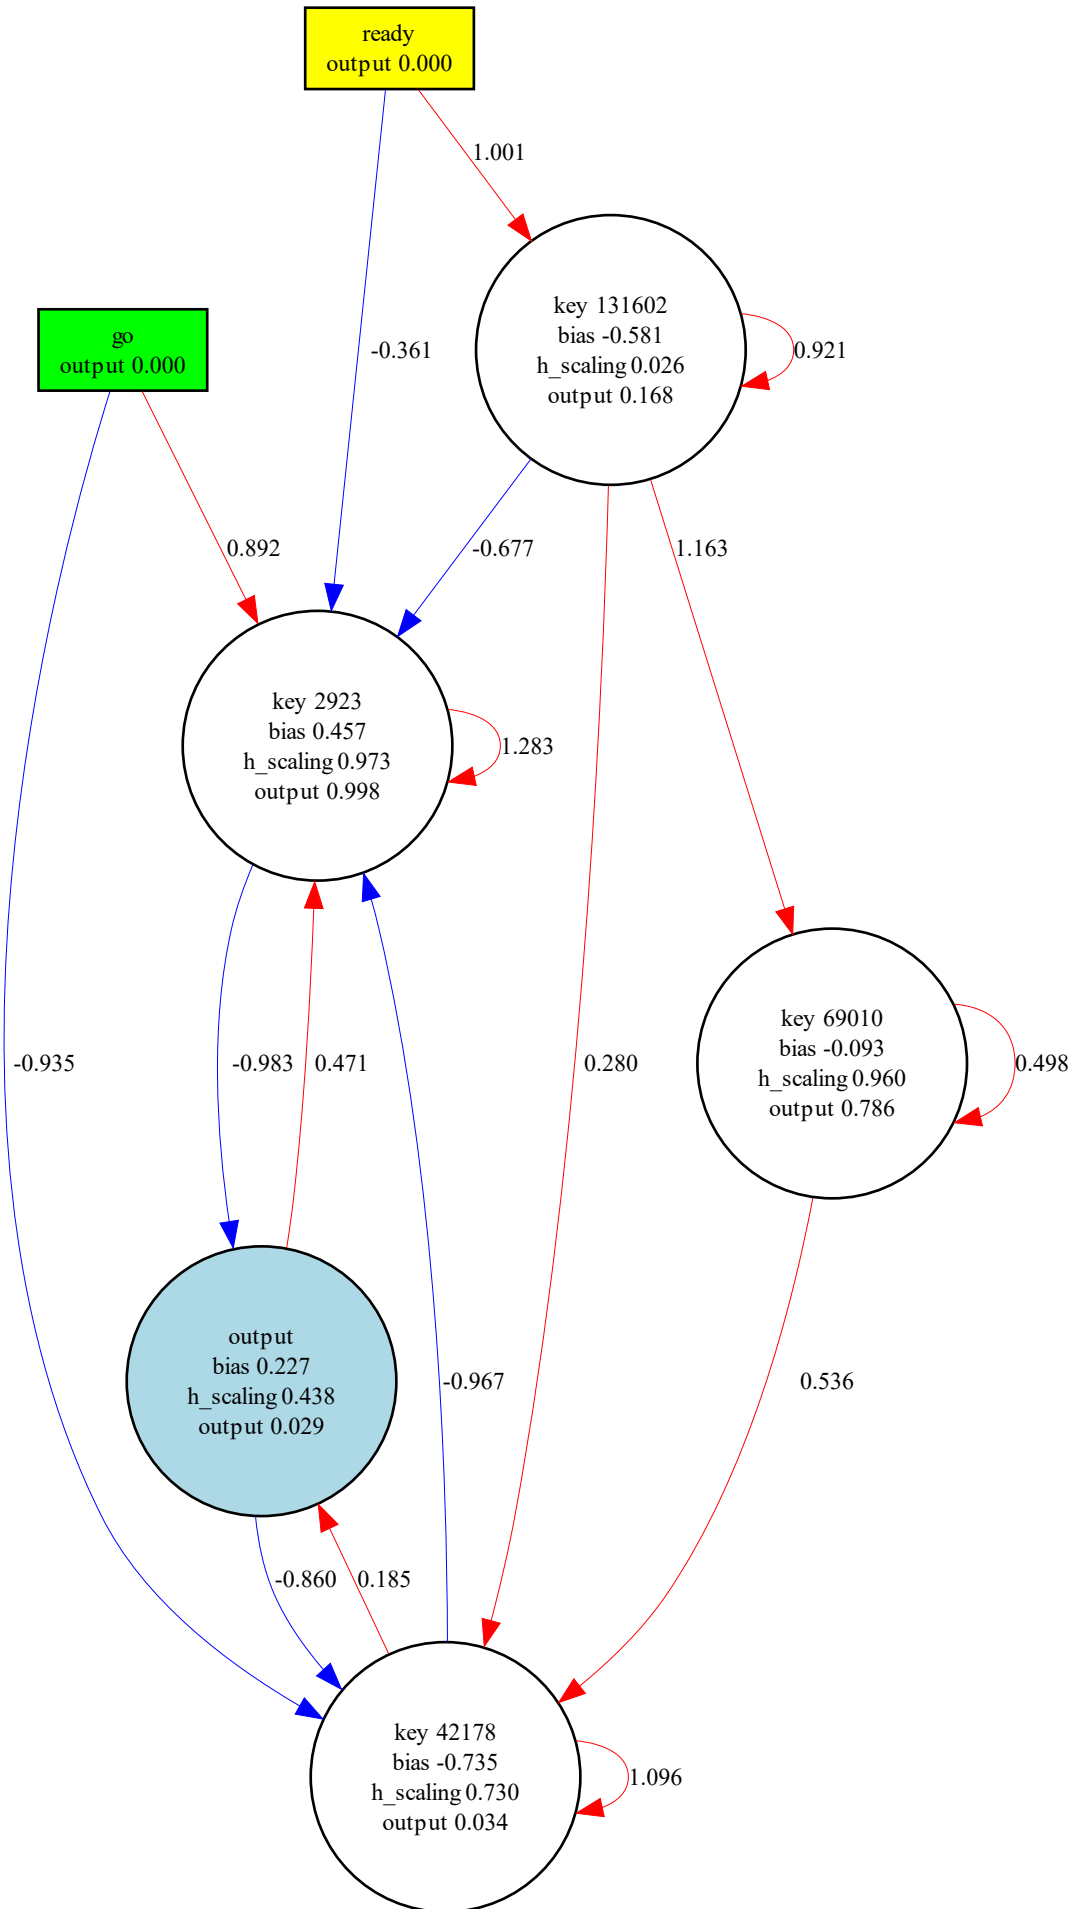 ready
output 0.000
1.001
key 131602
bias -0.581
h_scaling 0.026
output 0.168
0.921
go
output 0.000
-0.361
0.892
-0.677
1.163
key 2923
bias 0.457
h_scaling 0.973
output 0.998
1.283
key 69010
bias -0.093
h_scaling 0.960
output 0.786
0.498
-0.935
-0.983
0.471
0.280
output
bias 0.227
h_scaling 0.438
output 0.029
-0.967
0.536
-0.860
0.185
key 42178
bias -0.735
h_scaling 0.730
output 0.034
1.096